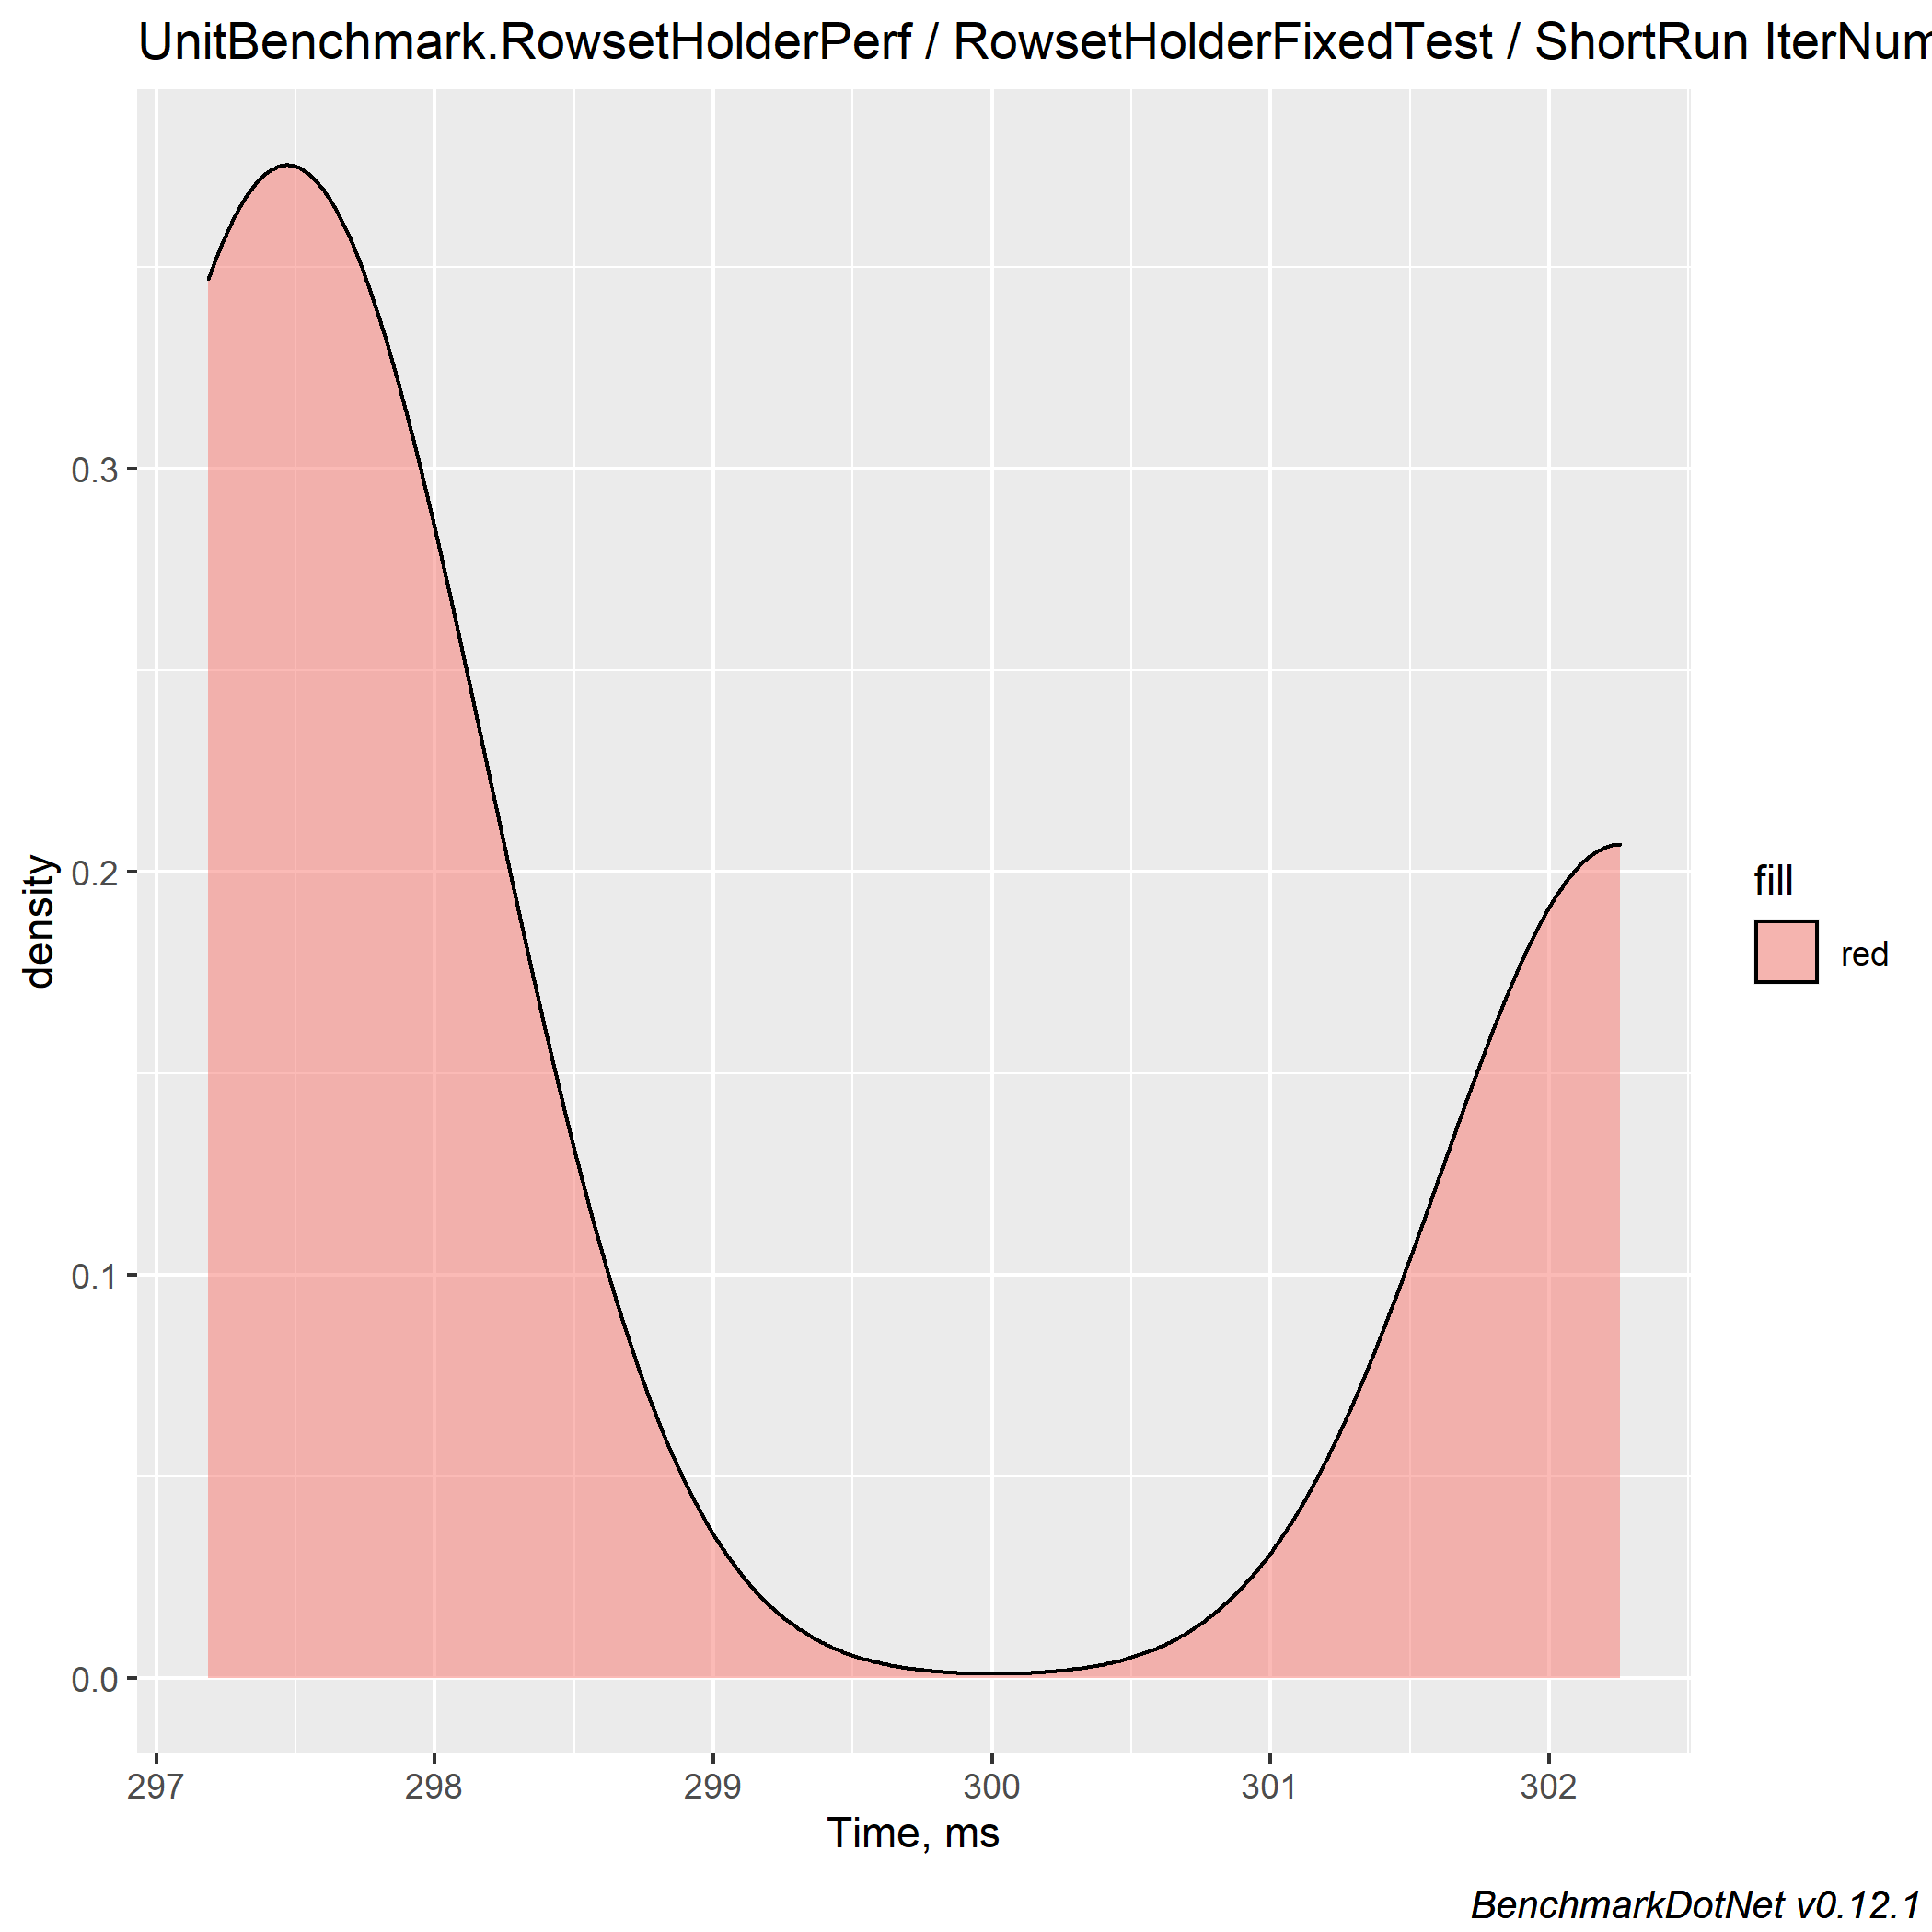 UnitBenchmark.RowsetHolderPerf / RowsetHolderFixedTest / ShortRun IterNum
density
0.3
0.2
0.1
0.0
297 298 299 300 301 302
Time, ms
fill
red
BenchmarkDotNet v0.12.1